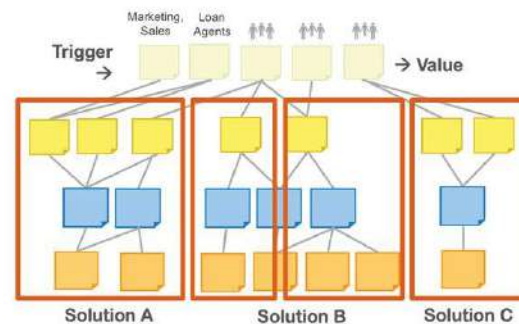 Marketing,
Sales
Loan
Agents
Trigger
→
→ Value
Solution A
Solution B
Solution C